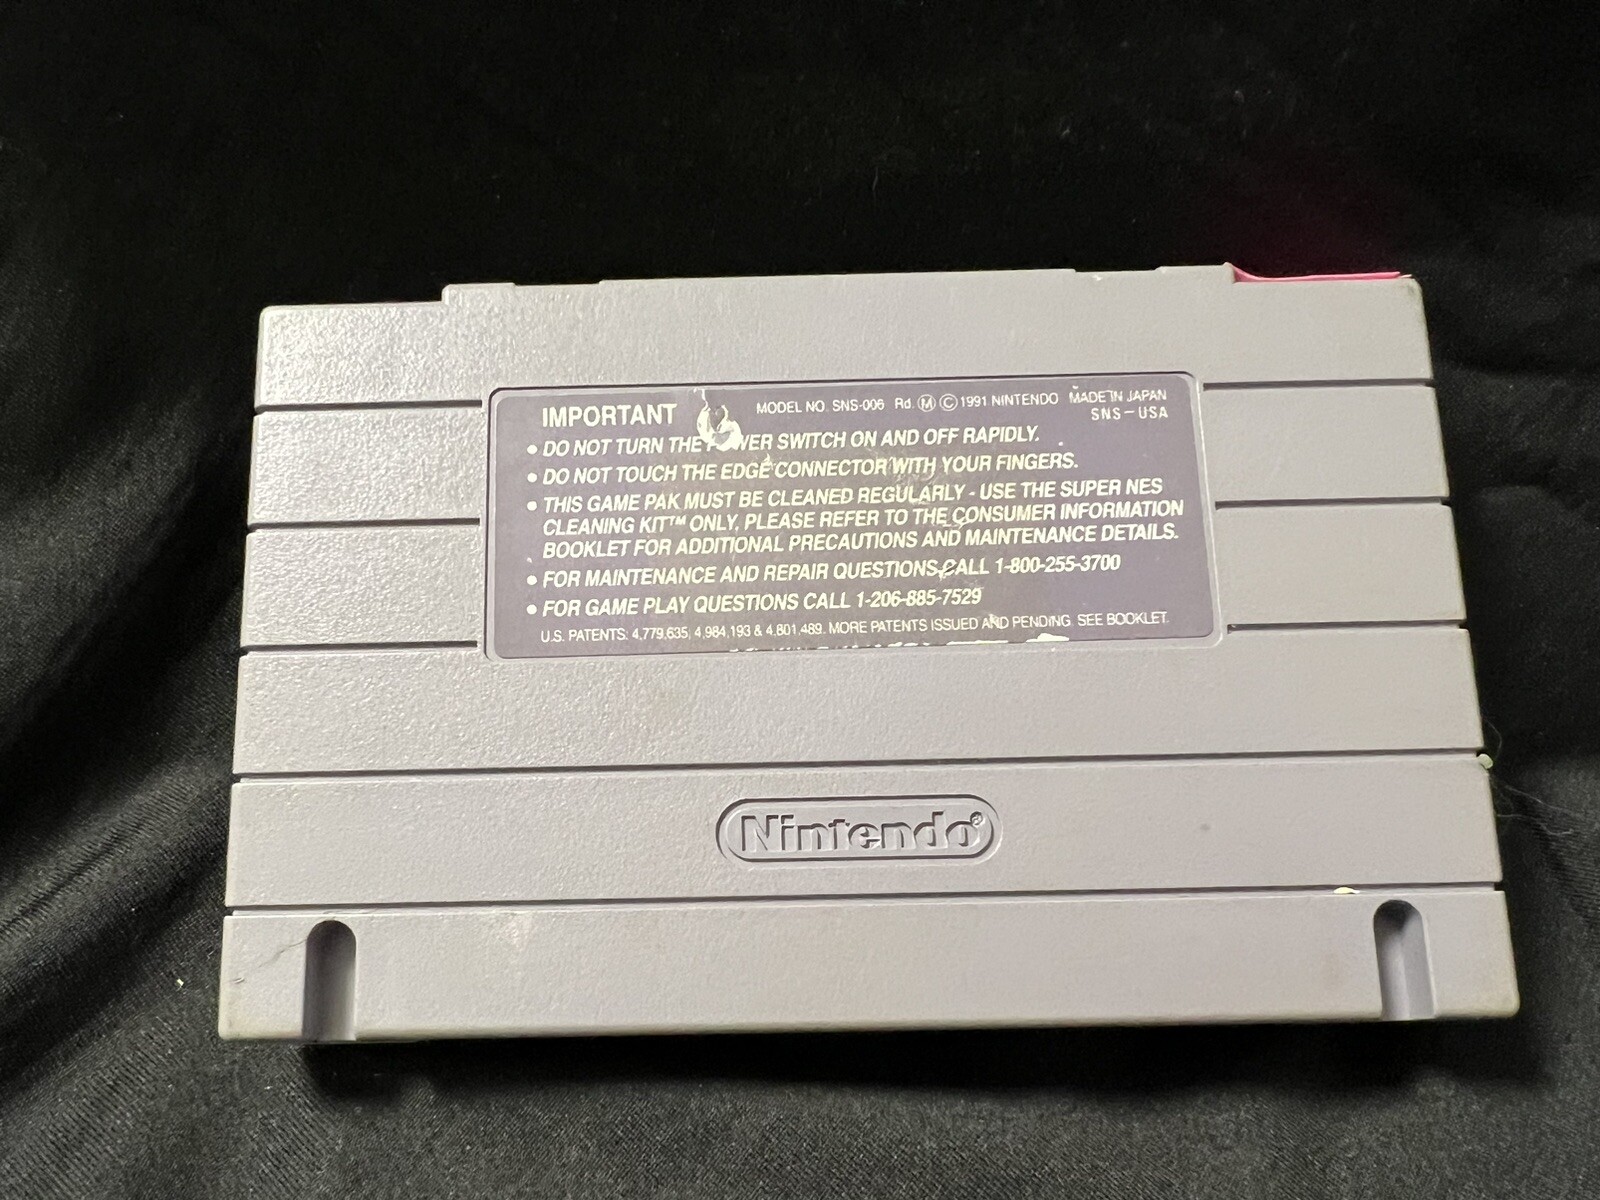 IMPORTANT
MODEL NO. SNS-006 Rd. Ⓜ © 1991 NINTENDO MADE IN JAPAN
SNS-USA
• DO NOT TURN THE POWER SWITCH ON AND OFF RAPIDLY.
• DO NOT TOUCH THE EDGE CONNECTOR WITH YOUR FINGERS.
• THIS GAME PAK MUST BE CLEANED REGULARLY - USE THE SUPER NES
CLEANING KIT™ ONLY, PLEASE REFER TO THE CONSUMER INFORMATION
BOOKLET FOR ADDITIONAL PRECAUTIONS AND MAINTENANCE DETAILS.
• FOR MAINTENANCE AND REPAIR QUESTIONS CALL 1-800-255-3700
• FOR GAME PLAY QUESTIONS CALL 1-206-885-7529
U.S. PATENTS: 4,779,635, 4,984,193 & 4,801,489. MORE PATENTS ISSUED AND PENDING. SEE BOOKLET.
Nintendo®